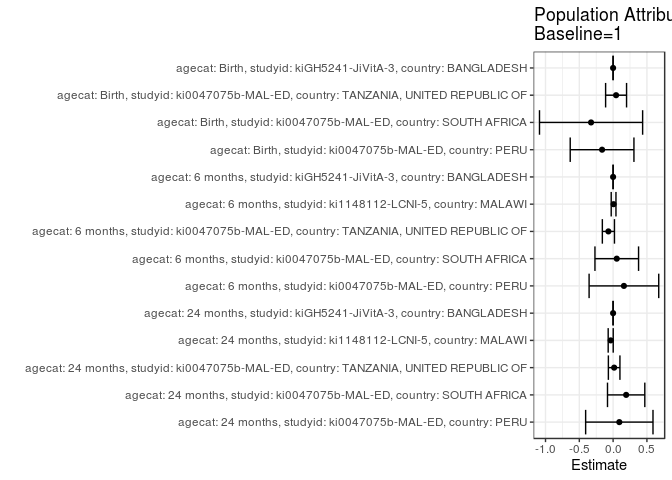 Population Attribu
Baseline=1
agecat: Birth, studyid: kiGH5241-JiVitA-3, country: BANGLADESH
agecat: Birth, studyid: ki0047075b-MAL-ED, country: TANZANIA, UNITED REPUBLIC OF
agecat: Birth, studyid: ki0047075b-MAL-ED, country: SOUTH AFRICA
agecat: Birth, studyid: ki0047075b-MAL-ED, country: PERU
agecat: 6 months, studyid: kiGH5241-JiVitA-3, country: BANGLADESH
agecat: 6 months, studyid: ki1148112-LCNI-5, country: MALAWI
agecat: 6 months, studyid: ki0047075b-MAL-ED, country: TANZANIA, UNITED REPUBLIC OF
agecat: 6 months, studyid: ki0047075b-MAL-ED, country: SOUTH AFRICA
agecat: 6 months, studyid: ki0047075b-MAL-ED, country: PERU
agecat: 24 months, studyid: kiGH5241-JiVitA-3, country: BANGLADESH
agecat: 24 months, studyid: ki1148112-LCNI-5, country: MALAWI
agecat: 24 months, studyid: ki0047075b-MAL-ED, country: TANZANIA, UNITED REPUBLIC OF
agecat: 24 months, studyid: ki0047075b-MAL-ED, country: SOUTH AFRICA
agecat: 24 months, studyid: ki0047075b-MAL-ED, country: PERU
-1.0 -0.5 0.0 0.5
Estimate